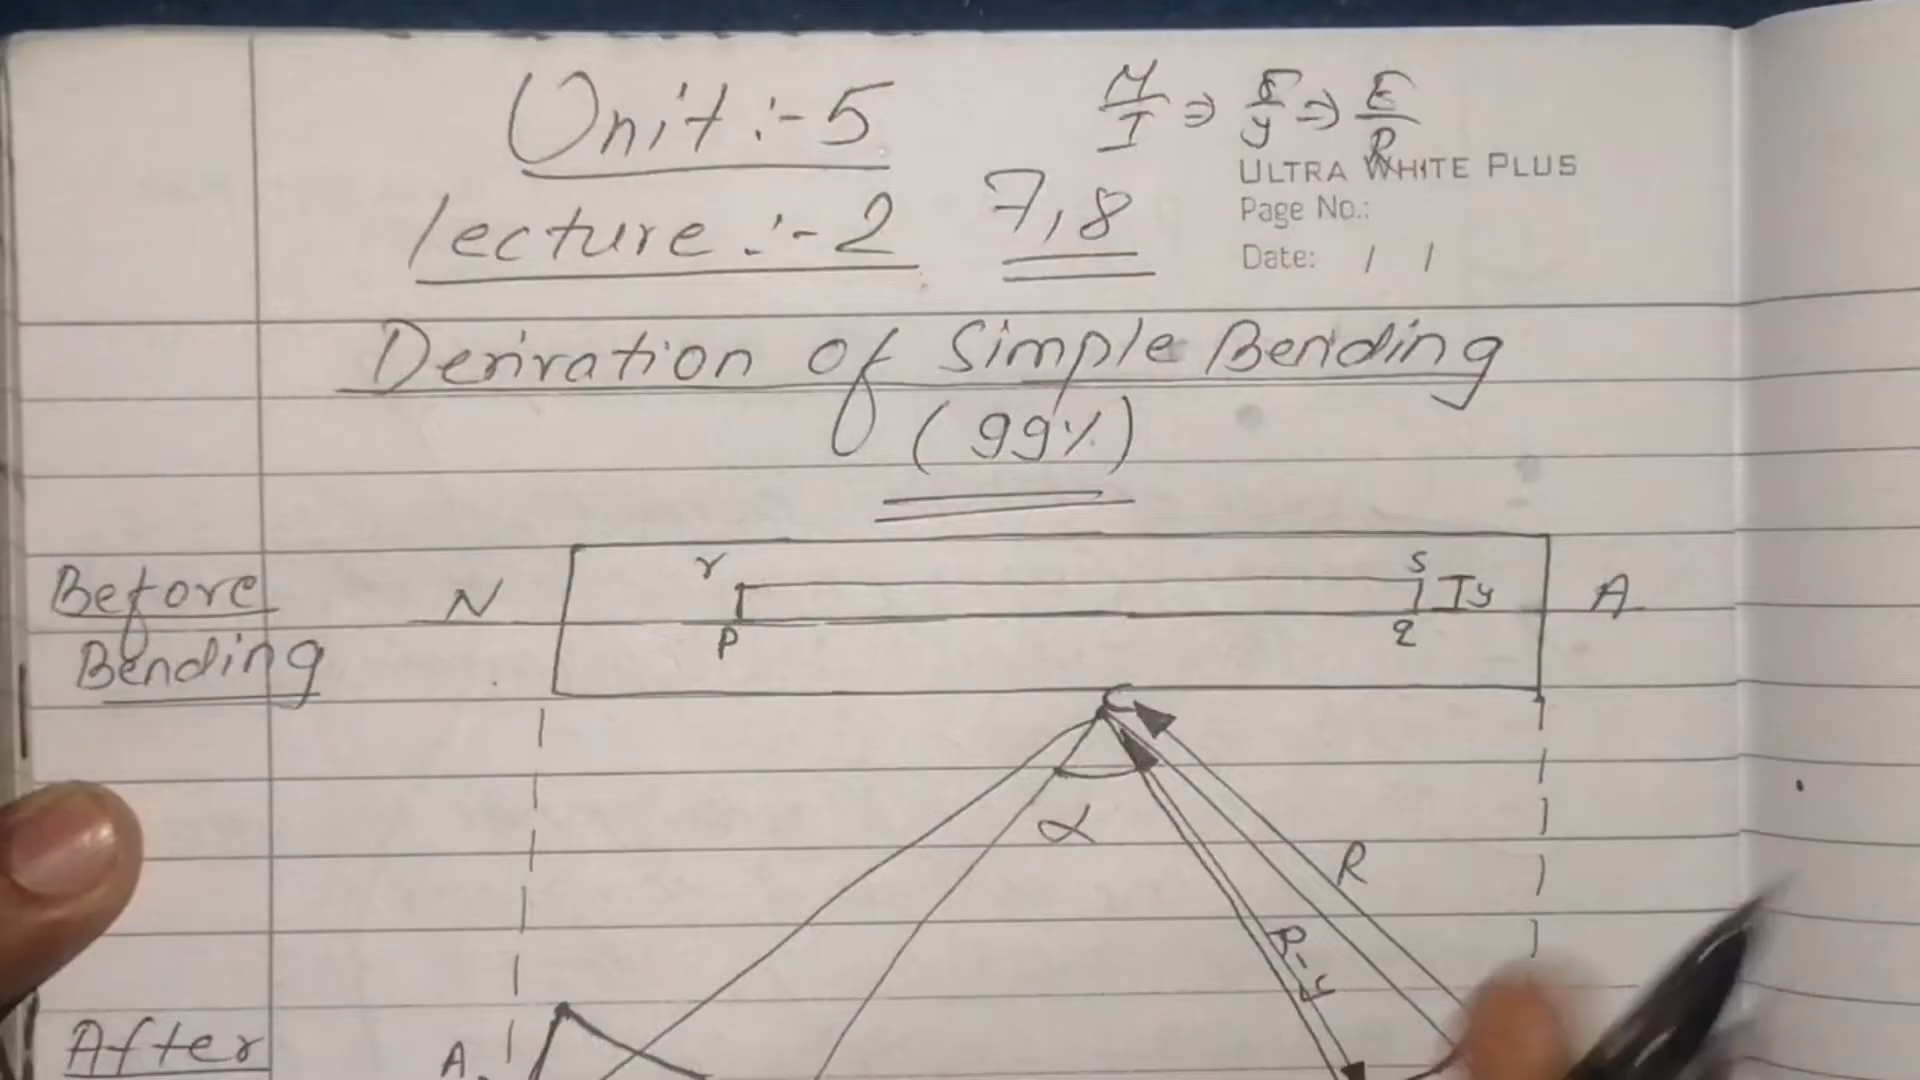 Unit :- 5
M/I => σ/y => E/R
ULTRA WHITE PLUS
Page No.:
Date: / /
lecture :- 2 7,8
Derivation of Simple Bending
(99%)
Before
Bending
N
r
s
y
A
P
q
C
α
R
R-y
After
A